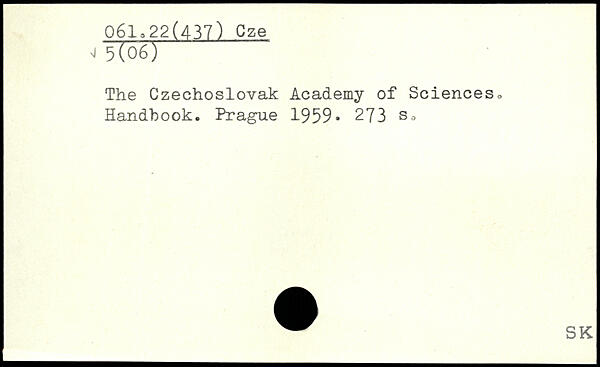 061.22(437) Cze
√ 5(06)
The Czechoslovak Academy of Sciences.
Handbook. Prague 1959. 273 s.
SK